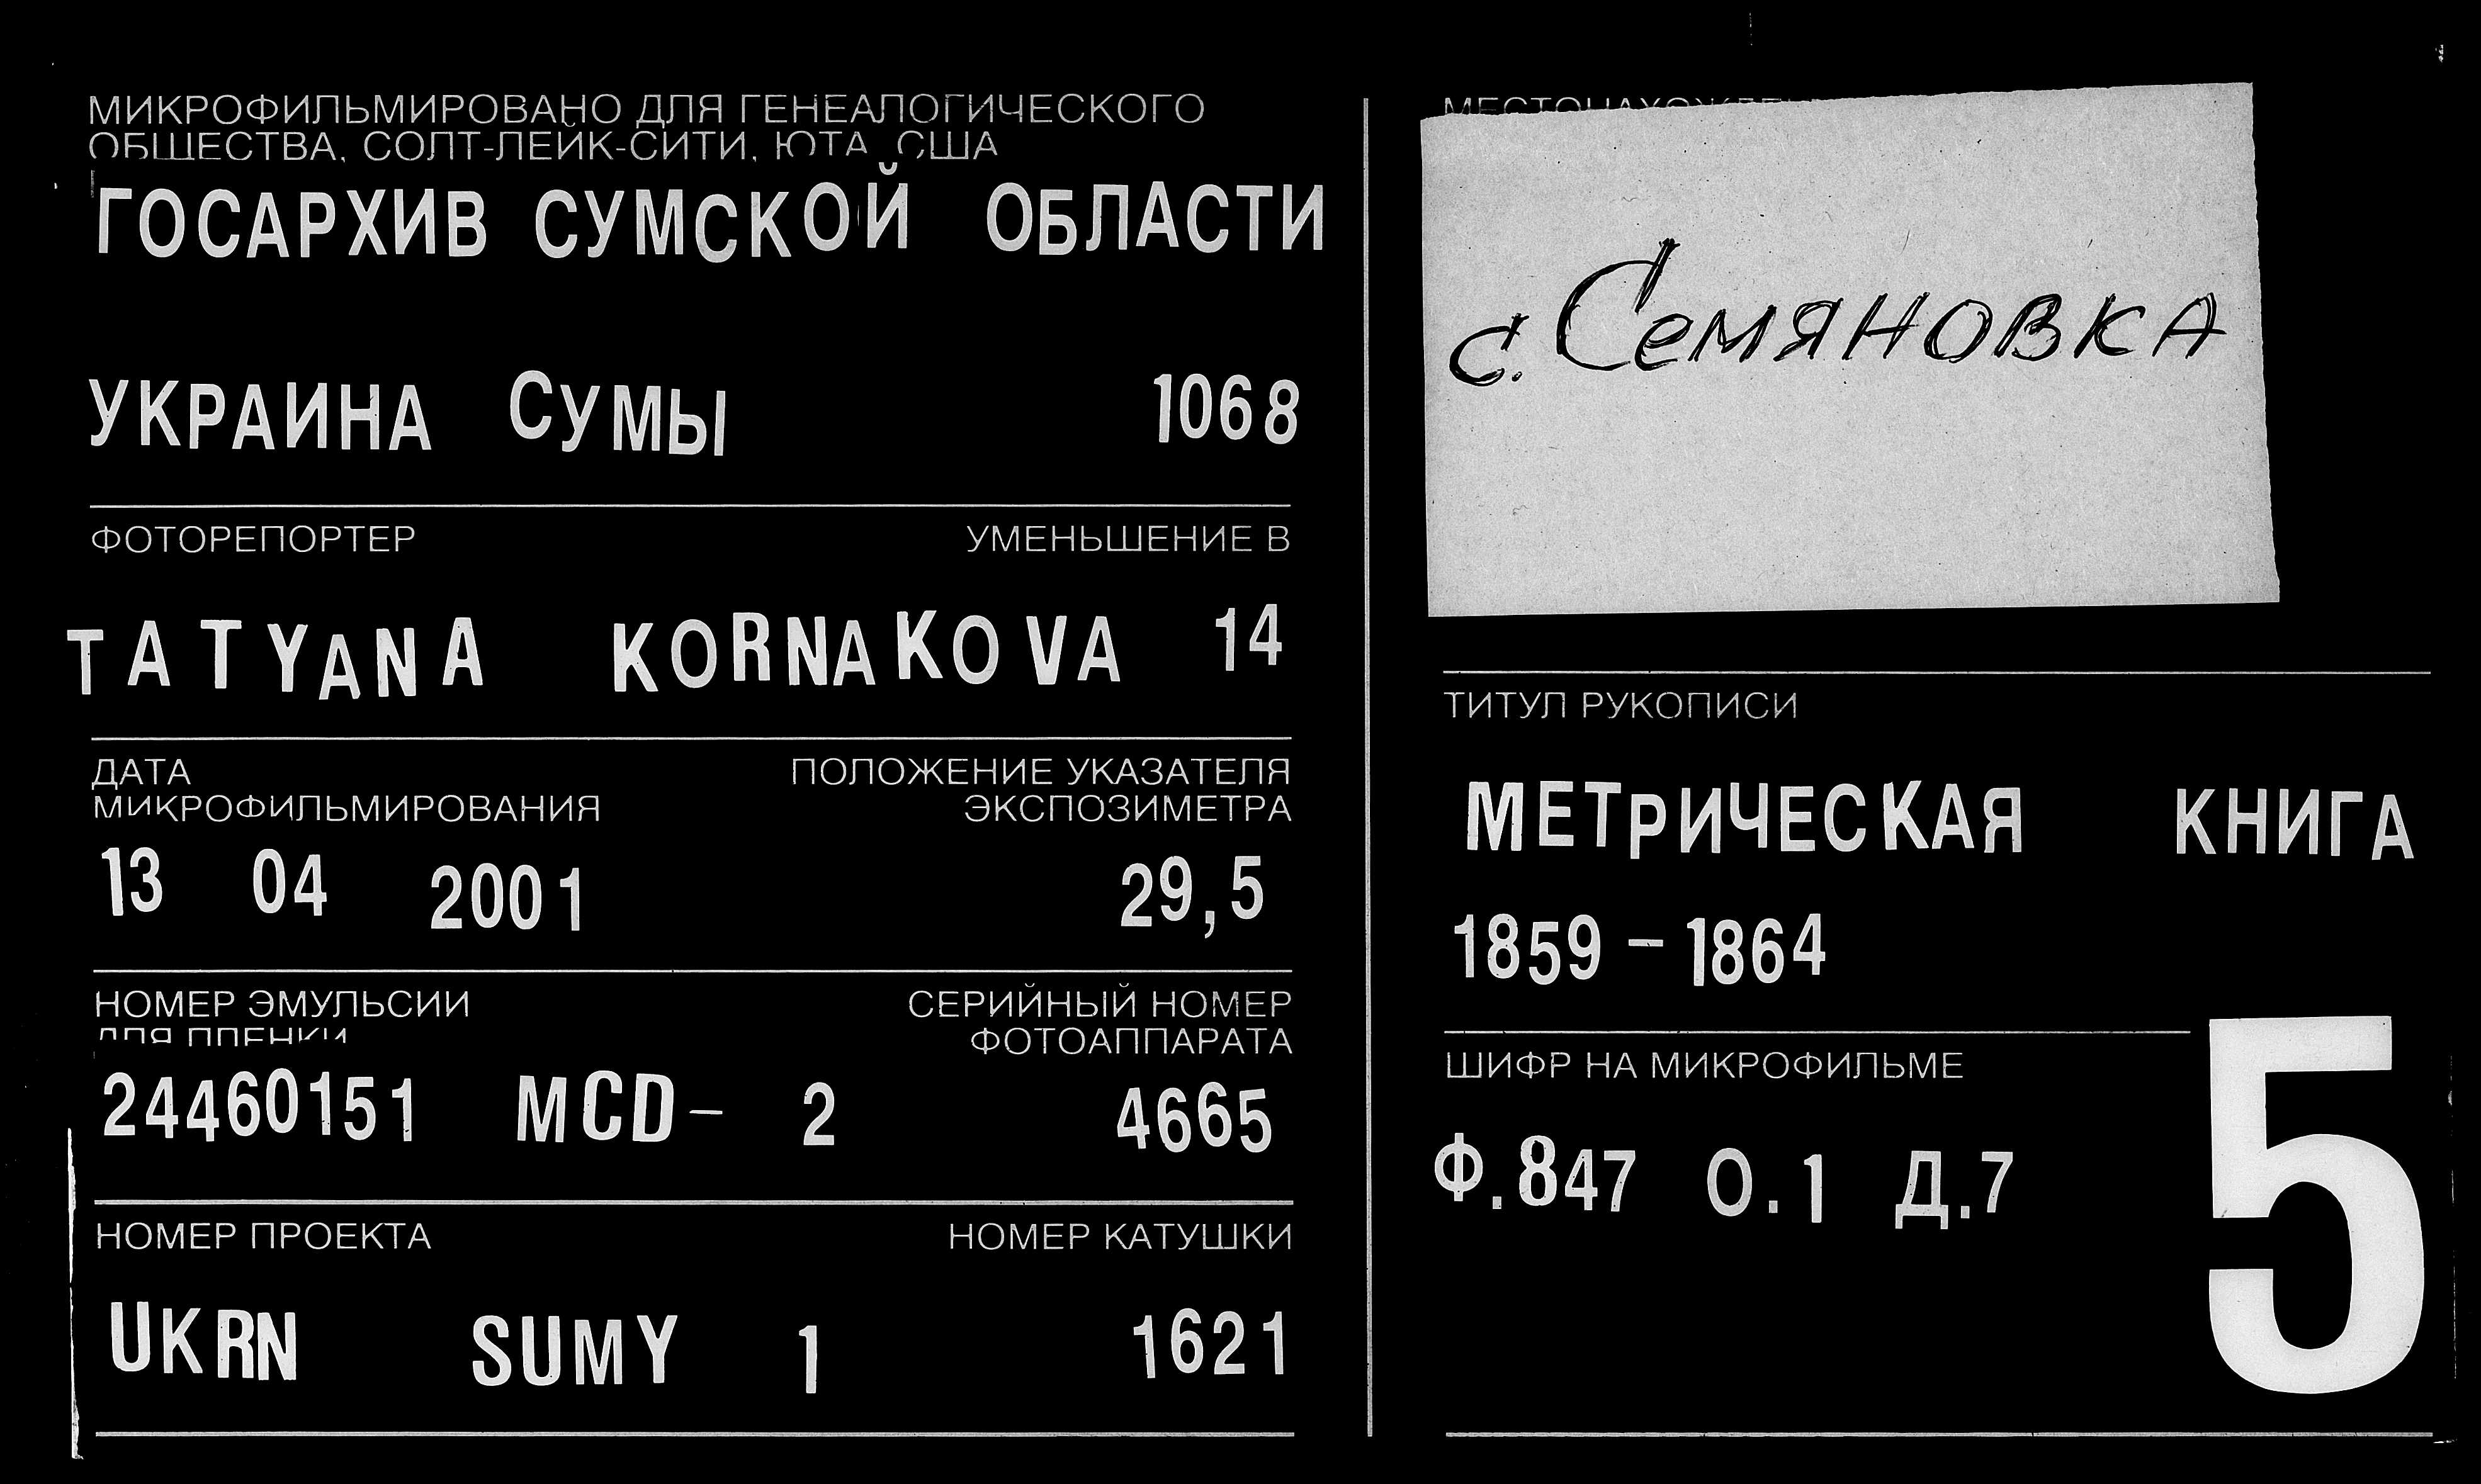 МИКРОФИЛЬМИРОВАНО ДЛЯ ГЕНЕАЛОГИЧЕСКОГО
ОБЩЕСТВА, СОЛТ-ЛЕЙК-СИТИ, ЮТА, США
ГОСАРХИВ СУМСКОЙ ОБЛАСТИ
УКРАИНА СУМЫ 1068
ФОТОРЕПОРТЕР УМЕНЬШЕНИЕ В
TATYANA KORNAKOVA 14
ДАТА ПОЛОЖЕНИЕ УКАЗАТЕЛЯ
МИКРОФИЛЬМИРОВАНИЯ ЭКСПОЗИМЕТРА
13 04 2001 29,5
НОМЕР ЭМУЛЬСИИ СЕРИЙНЫЙ НОМЕР
ДЛЯ ПЛЕНКИ ФОТОАППАРАТА
24460151 MCD- 2 4665
НОМЕР ПРОЕКТА НОМЕР КАТУШКИ
UKRN SUMY 1 1621
с. Семяновка
ТИТУЛ РУКОПИСИ
МЕТРИЧЕСКАЯ КНИГА
1859 - 1864
ШИФР НА МИКРОФИЛЬМЕ
Ф.847 О.1 Д.7
5